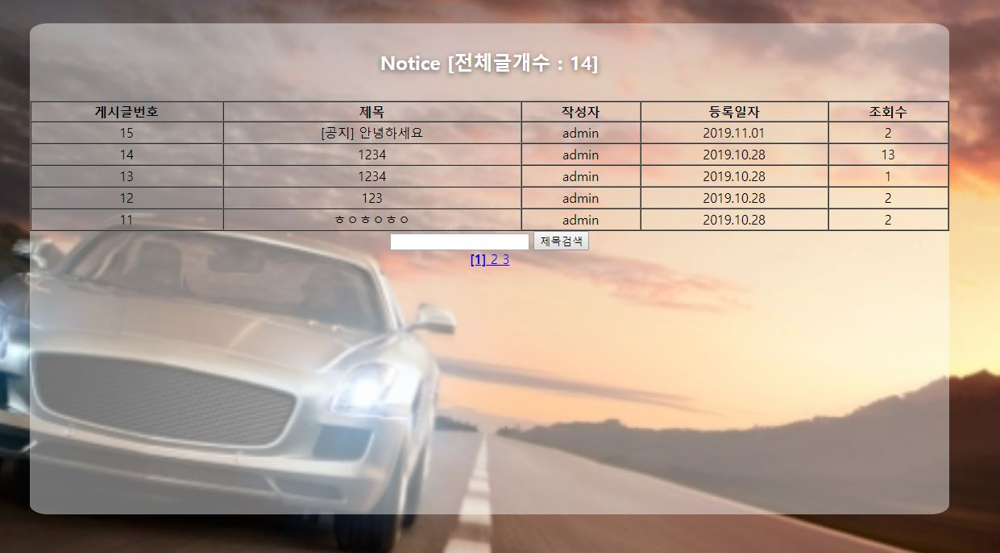 Notice [전체글개수 : 14]
게시글번호 제목 작성자 등록일자 조회수
15 [공지] 안녕하세요 admin 2019.11.01 2
14 1234 admin 2019.10.28 13
13 1234 admin 2019.10.28 1
12 123 admin 2019.10.28 2
11 ㅎㅇㅎㅇㅎㅇ admin 2019.10.28 2
제목검색
[1] 2 3